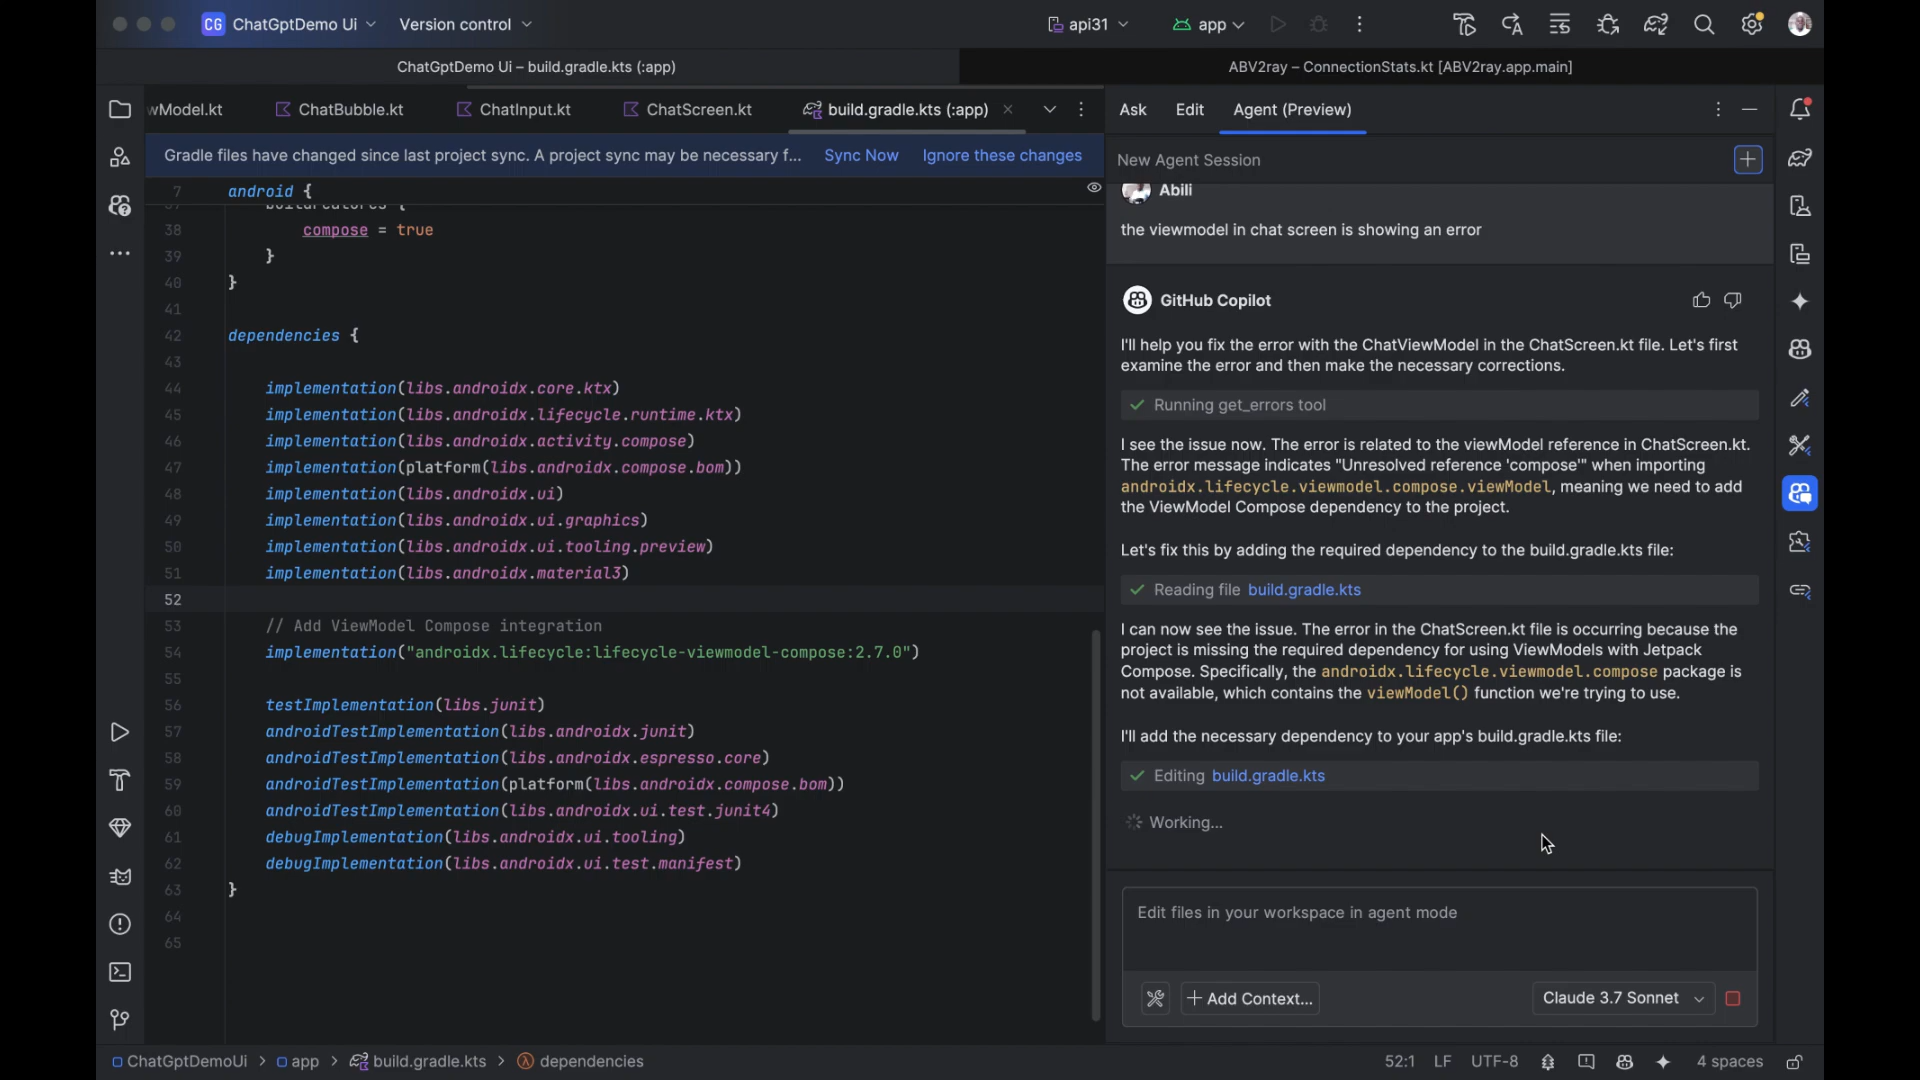 CG ChatGptDemo Ui Version control api31 app
ChatGptDemo Ui – build.gradle.kts (:app) ABV2ray – ConnectionStats.kt [ABV2ray.app.main]
wModel.kt ChatBubble.kt ChatInput.kt ChatScreen.kt build.gradle.kts (:app)
Gradle files have changed since last project sync. A project sync may be necessary f... Sync Now Ignore these changes
7 android {
38 compose = true
39 }
40 }
41
42 dependencies {
43
44 implementation(libs.androidx.core.ktx)
45 implementation(libs.androidx.lifecycle.runtime.ktx)
46 implementation(libs.androidx.activity.compose)
47 implementation(platform(libs.androidx.compose.bom))
48 implementation(libs.androidx.ui)
49 implementation(libs.androidx.ui.graphics)
50 implementation(libs.androidx.ui.tooling.preview)
51 implementation(libs.androidx.material3)
52
53 // Add ViewModel Compose integration
54 implementation("androidx.lifecycle:lifecycle-viewmodel-compose:2.7.0")
55
56 testImplementation(libs.junit)
57 androidTestImplementation(libs.androidx.junit)
58 androidTestImplementation(libs.androidx.espresso.core)
59 androidTestImplementation(platform(libs.androidx.compose.bom))
60 androidTestImplementation(libs.androidx.ui.test.junit4)
61 debugImplementation(libs.androidx.ui.tooling)
62 debugImplementation(libs.androidx.ui.test.manifest)
63 }
64
65
Ask Edit Agent (Preview)
New Agent Session
Abili
the viewmodel in chat screen is showing an error
GitHub Copilot
I'll help you fix the error with the ChatViewModel in the ChatScreen.kt file. Let's first
examine the error and then make the necessary corrections.
Running get_errors tool
I see the issue now. The error is related to the viewModel reference in ChatScreen.kt.
The error message indicates "Unresolved reference 'compose'" when importing
androidx.lifecycle.viewmodel.compose.viewModel, meaning we need to add
the ViewModel Compose dependency to the project.
Let's fix this by adding the required dependency to the build.gradle.kts file:
Reading file build.gradle.kts
I can now see the issue. The error in the ChatScreen.kt file is occurring because the
project is missing the required dependency for using ViewModels with Jetpack
Compose. Specifically, the androidx.lifecycle.viewmodel.compose package is
not available, which contains the viewModel() function we're trying to use.
I'll add the necessary dependency to your app's build.gradle.kts file:
Editing build.gradle.kts
Working...
Edit files in your workspace in agent mode
Add Context... Claude 3.7 Sonnet
ChatGptDemoUi > app > build.gradle.kts > dependencies 52:1 LF UTF-8 4 spaces